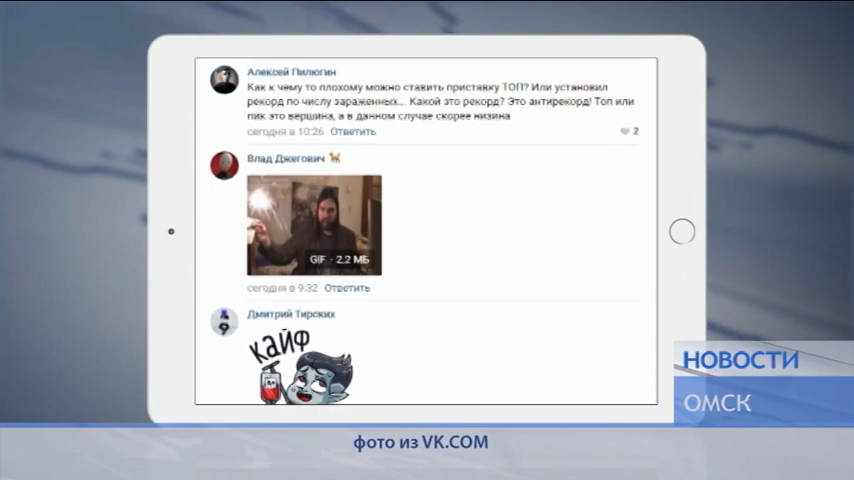 Алексей Пилюгин
Как к чему то плохому можно ставить приставку ТОП? Или установил
рекорд по числу зараженных... Какой это рекорд? Это антирекорд! Топ или
пик это вершина, а в данном случае скорее низина
сегодня в 10:26 Ответить
2
Влад Джегович
GIF · 2,2 МБ
сегодня в 9:32 Ответить
Дмитрий Тирских
кайф
НОВОСТИ
ОМСК
фото из VK.COM